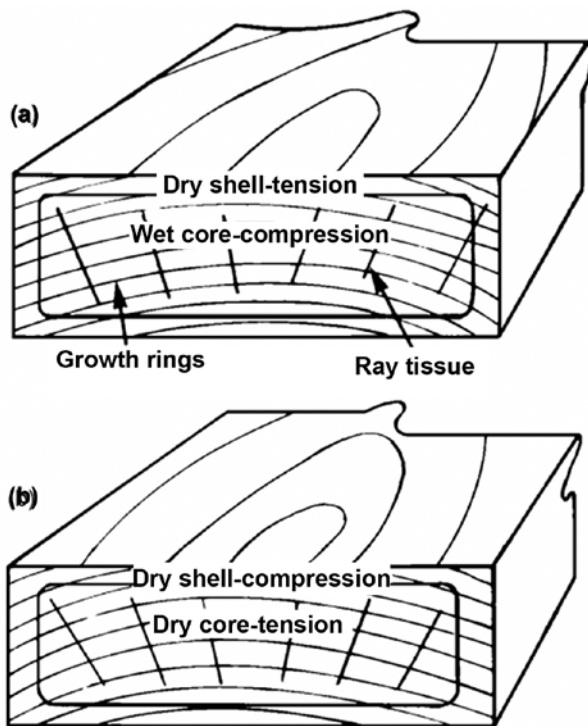 (a)
Dry shell-tension
Wet core-compression
Growth rings
Ray tissue
(b)
Dry shell-compression
Dry core-tension